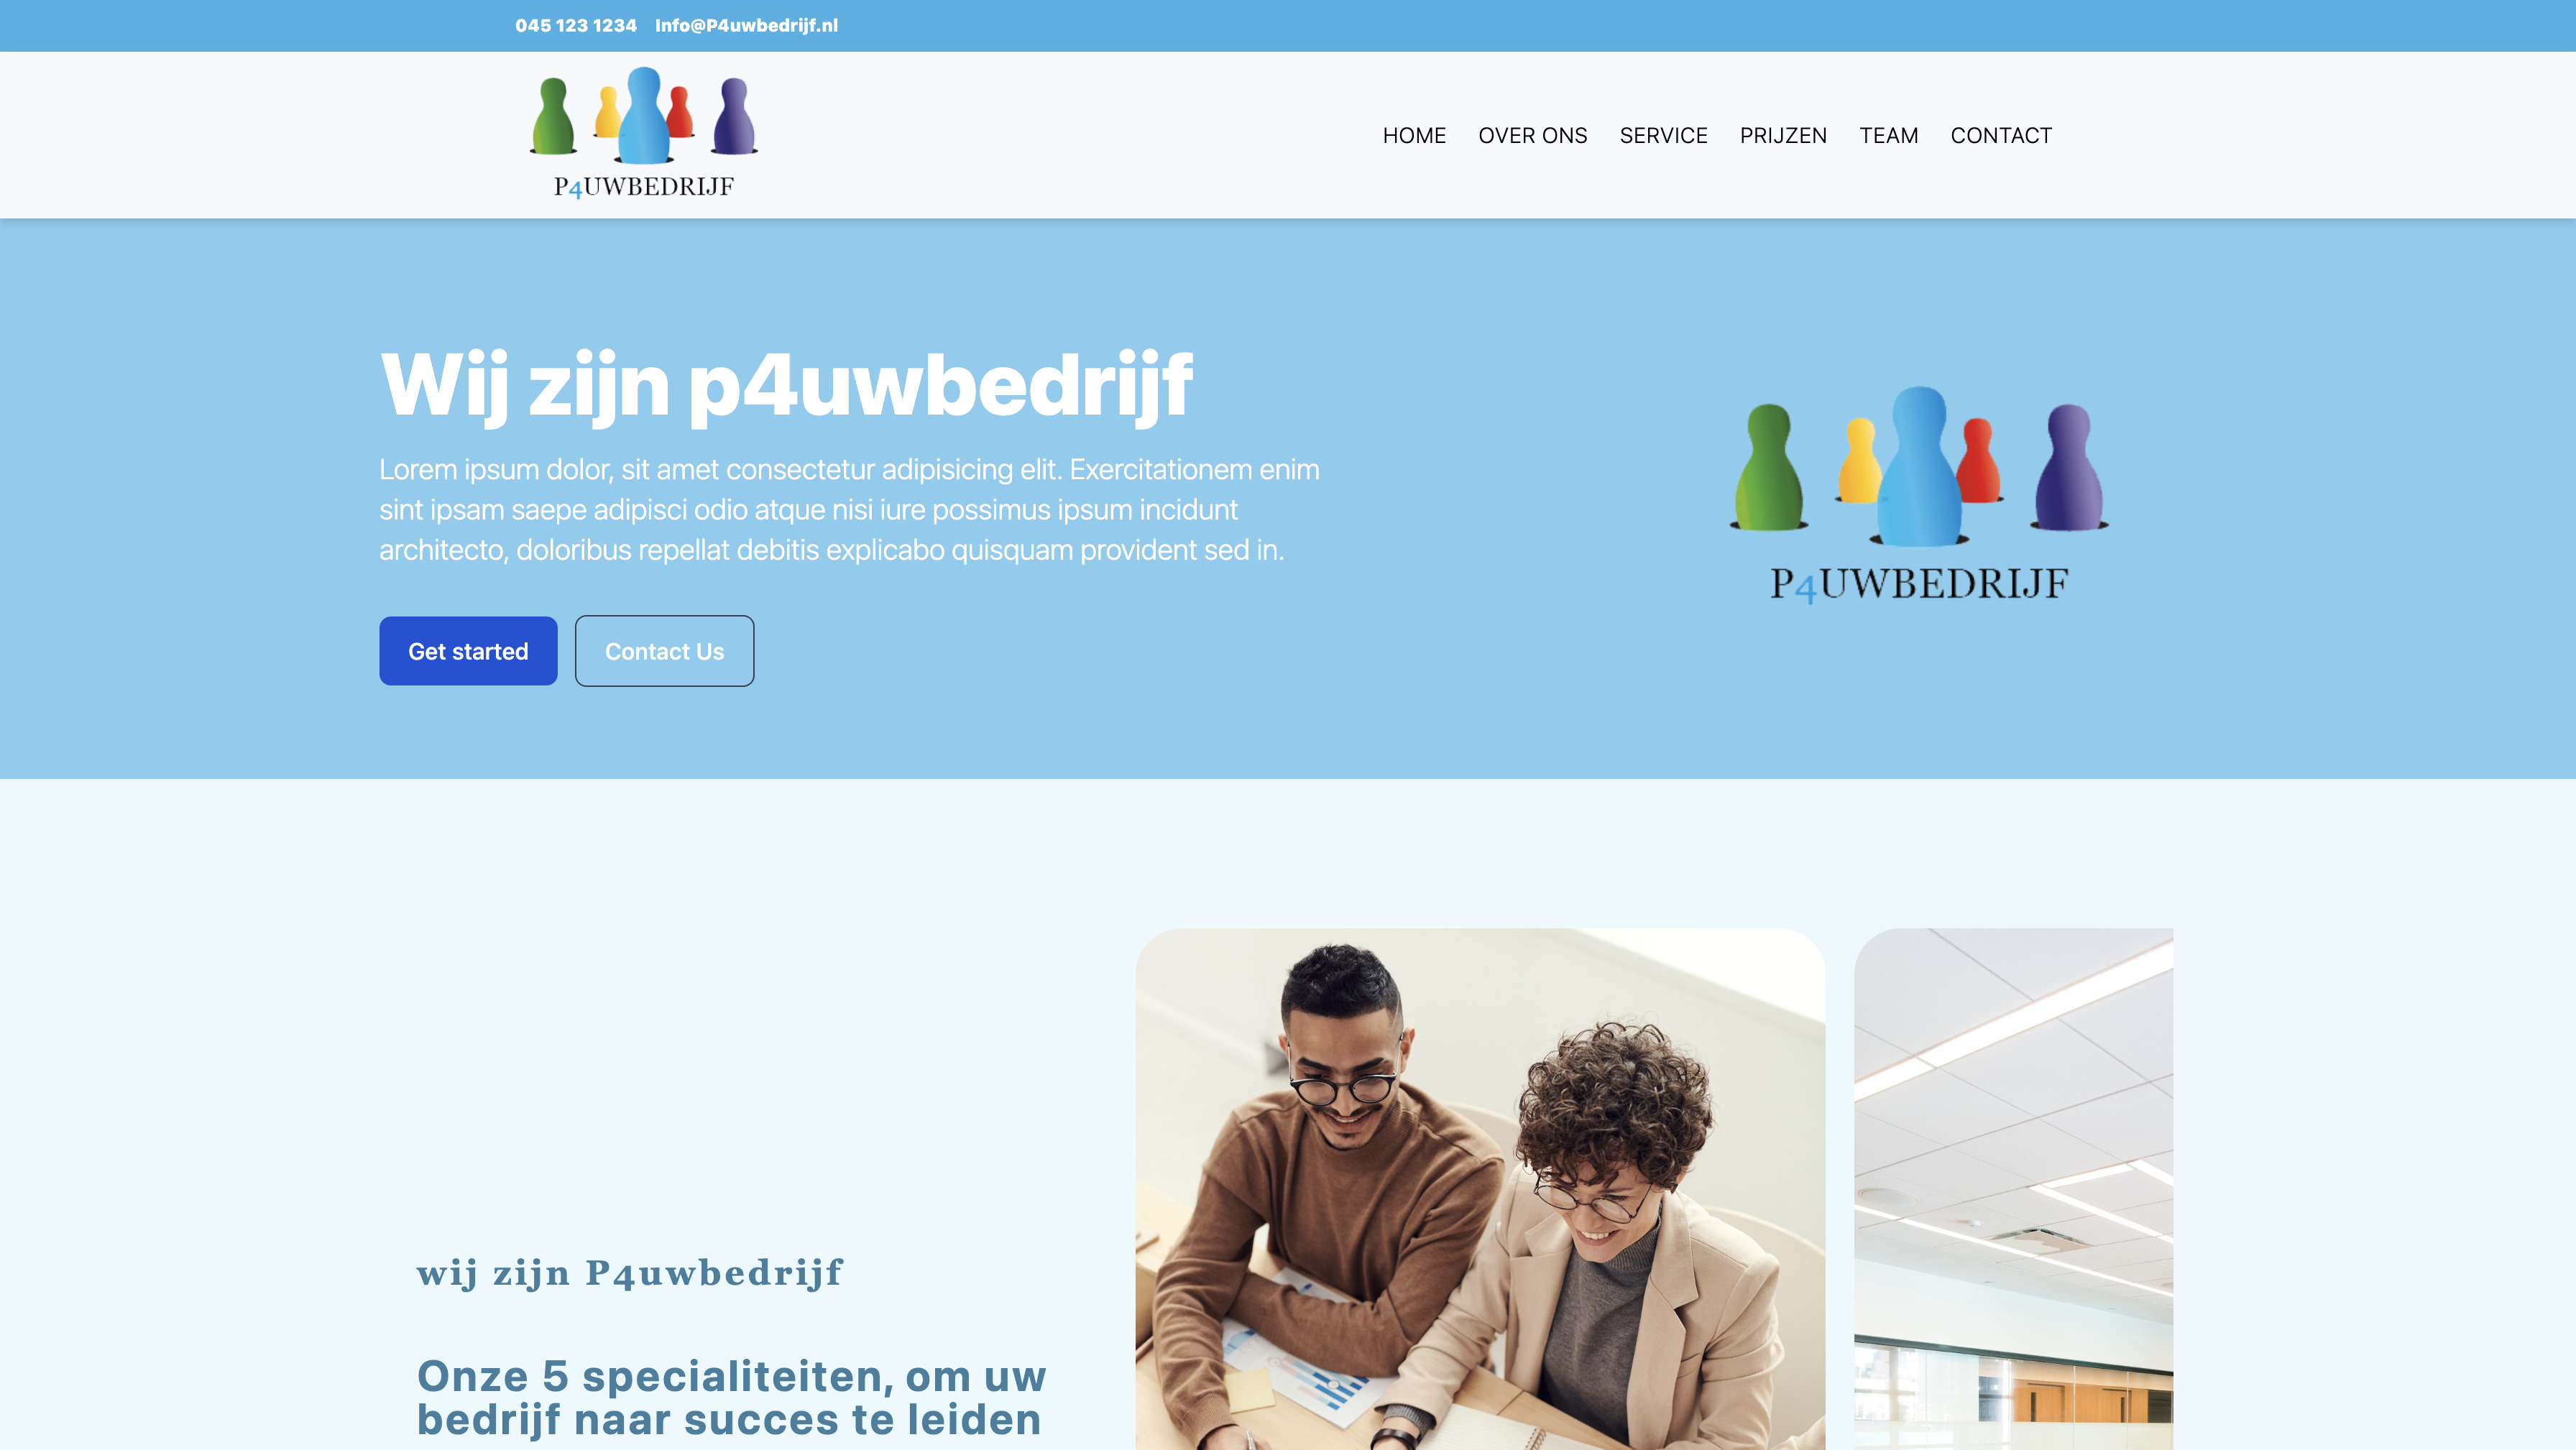 045 123 1234 Info@P4uwbedrijf.nl
P4UWBEDRIJF
HOME OVER ONS SERVICE PRIJZEN TEAM CONTACT
Wij zijn p4uwbedrijf
Lorem ipsum dolor, sit amet consectetur adipisicing elit. Exercitationem enim
sint ipsam saepe adipisci odio atque nisi iure possimus ipsum incidunt
architecto, doloribus repellat debitis explicabo quisquam provident sed in.
Get started Contact Us
P4UWBEDRIJF
wij zijn P4uwbedrijf
Onze 5 specialiteiten, om uw
bedrijf naar succes te leiden